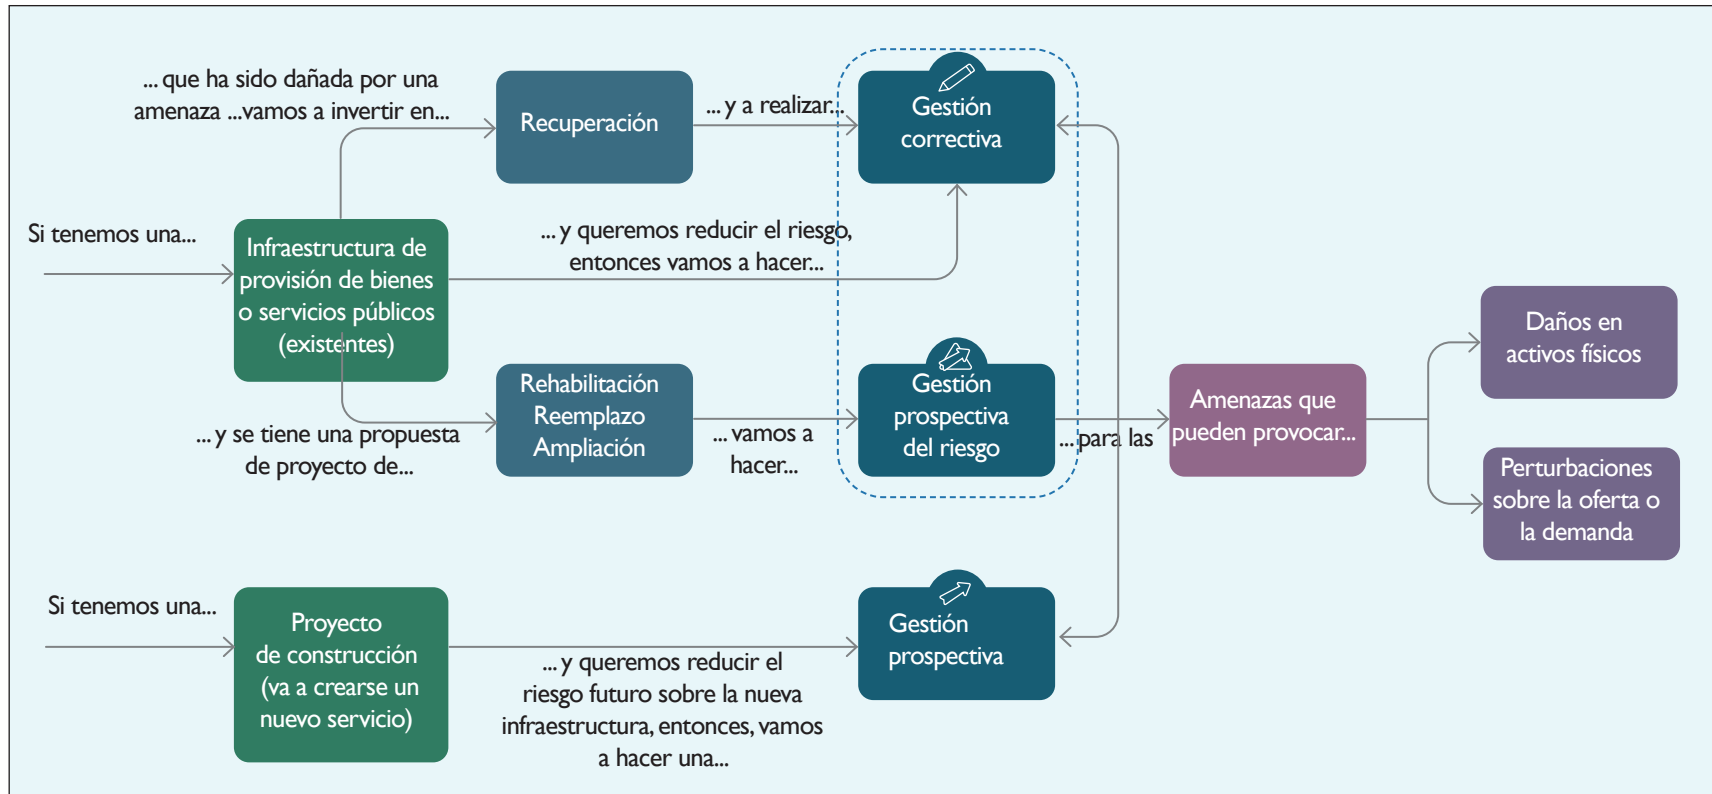 ... que ha sido dañada por una
amenaza ...vamos a invertir en...
Recuperación
... y a realizar...
Gestión
correctiva
Si tenemos una...
Infraestructura de
provisión de bienes
o servicios públicos
(existentes)
... y queremos reducir el riesgo,
entonces vamos a hacer...
... y se tiene una propuesta
de proyecto de...
Rehabilitación
Reemplazo
Ampliación
... vamos a
hacer...
Gestión
prospectiva
del riesgo
... para las
Amenazas que
pueden provocar...
Daños en
activos físicos
Perturbaciones
sobre la oferta o
la demanda
Si tenemos una...
Proyecto
de construcción
(va a crearse un
nuevo servicio)
... y queremos reducir el
riesgo futuro sobre la nueva
infraestructura, entonces, vamos
a hacer una...
Gestión
prospectiva